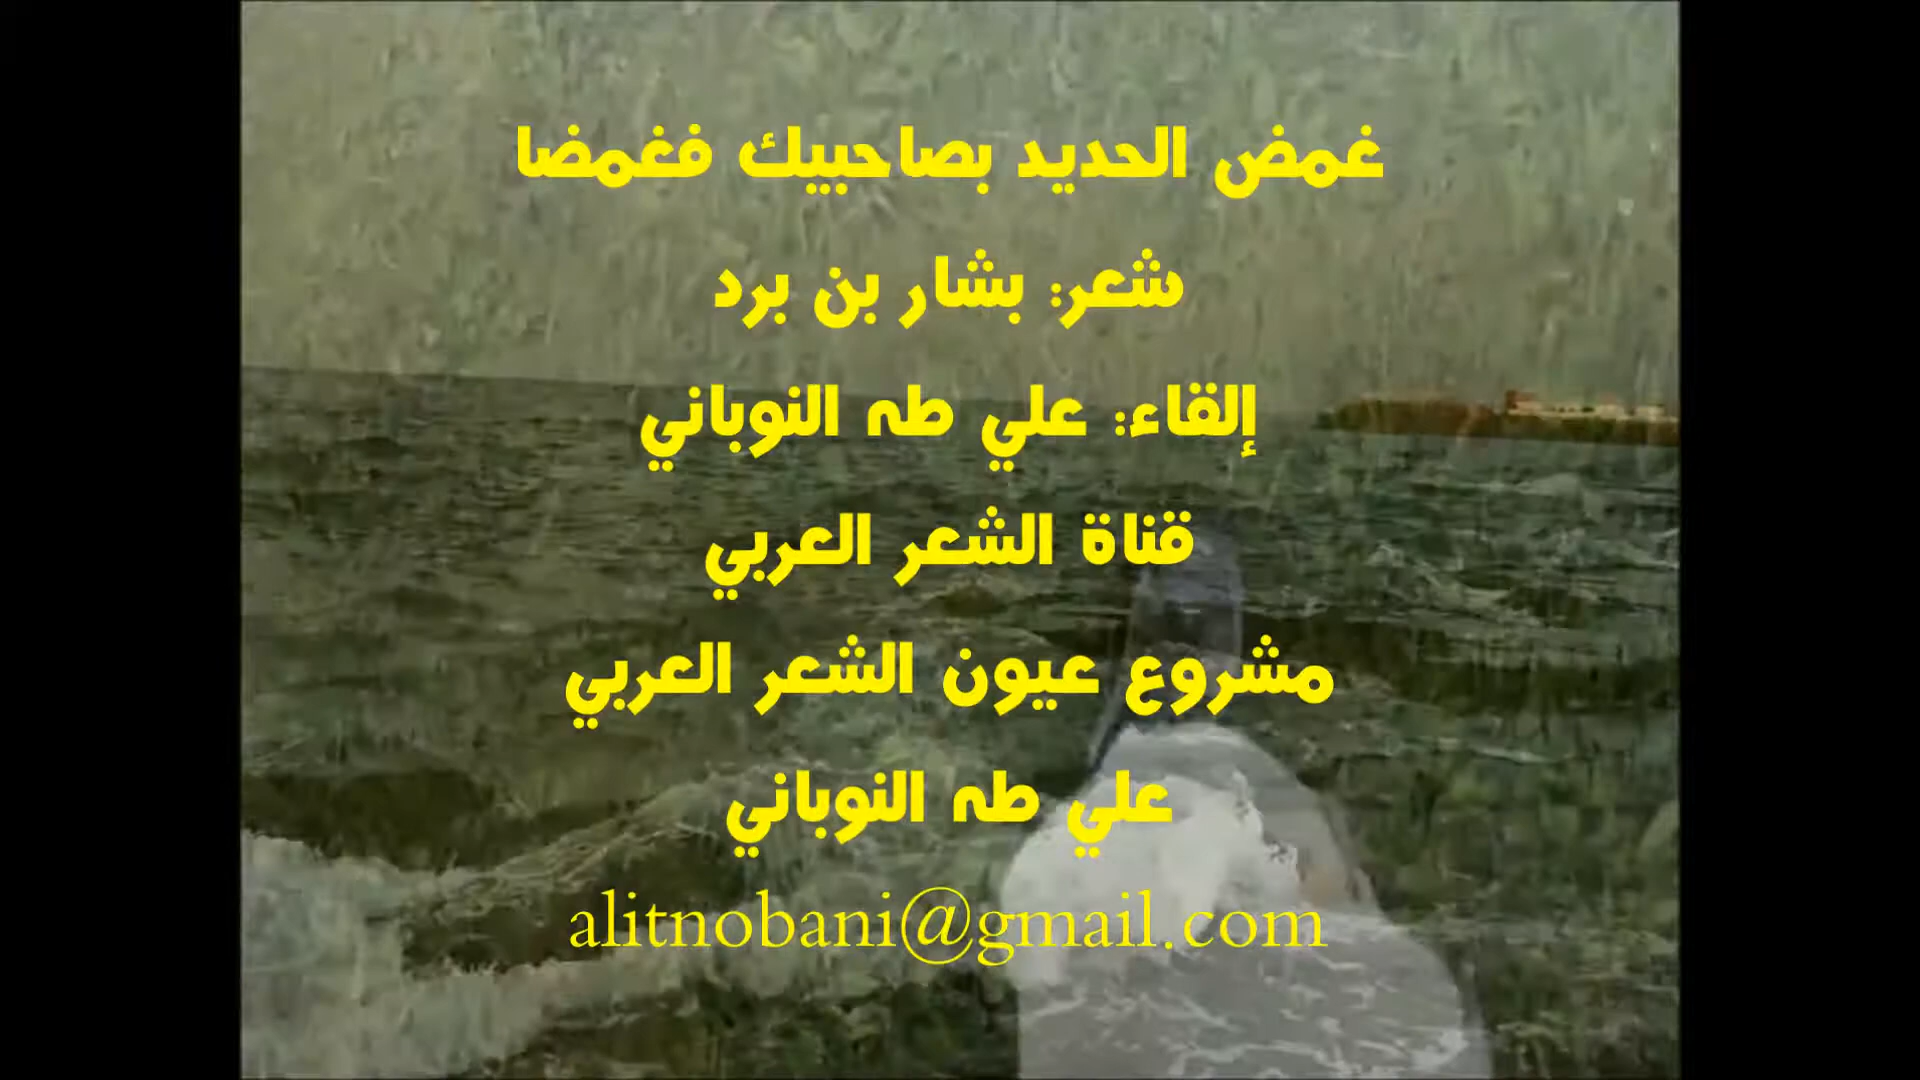 غمض الحديد بصاحبيك فغمضا
شعر: بشار بن برد
إلقاء: علي طه النوباني
قناة الشعر العربي
مشروع عيون الشعر العربي
علي طه النوباني
alitnobani@gmail.com